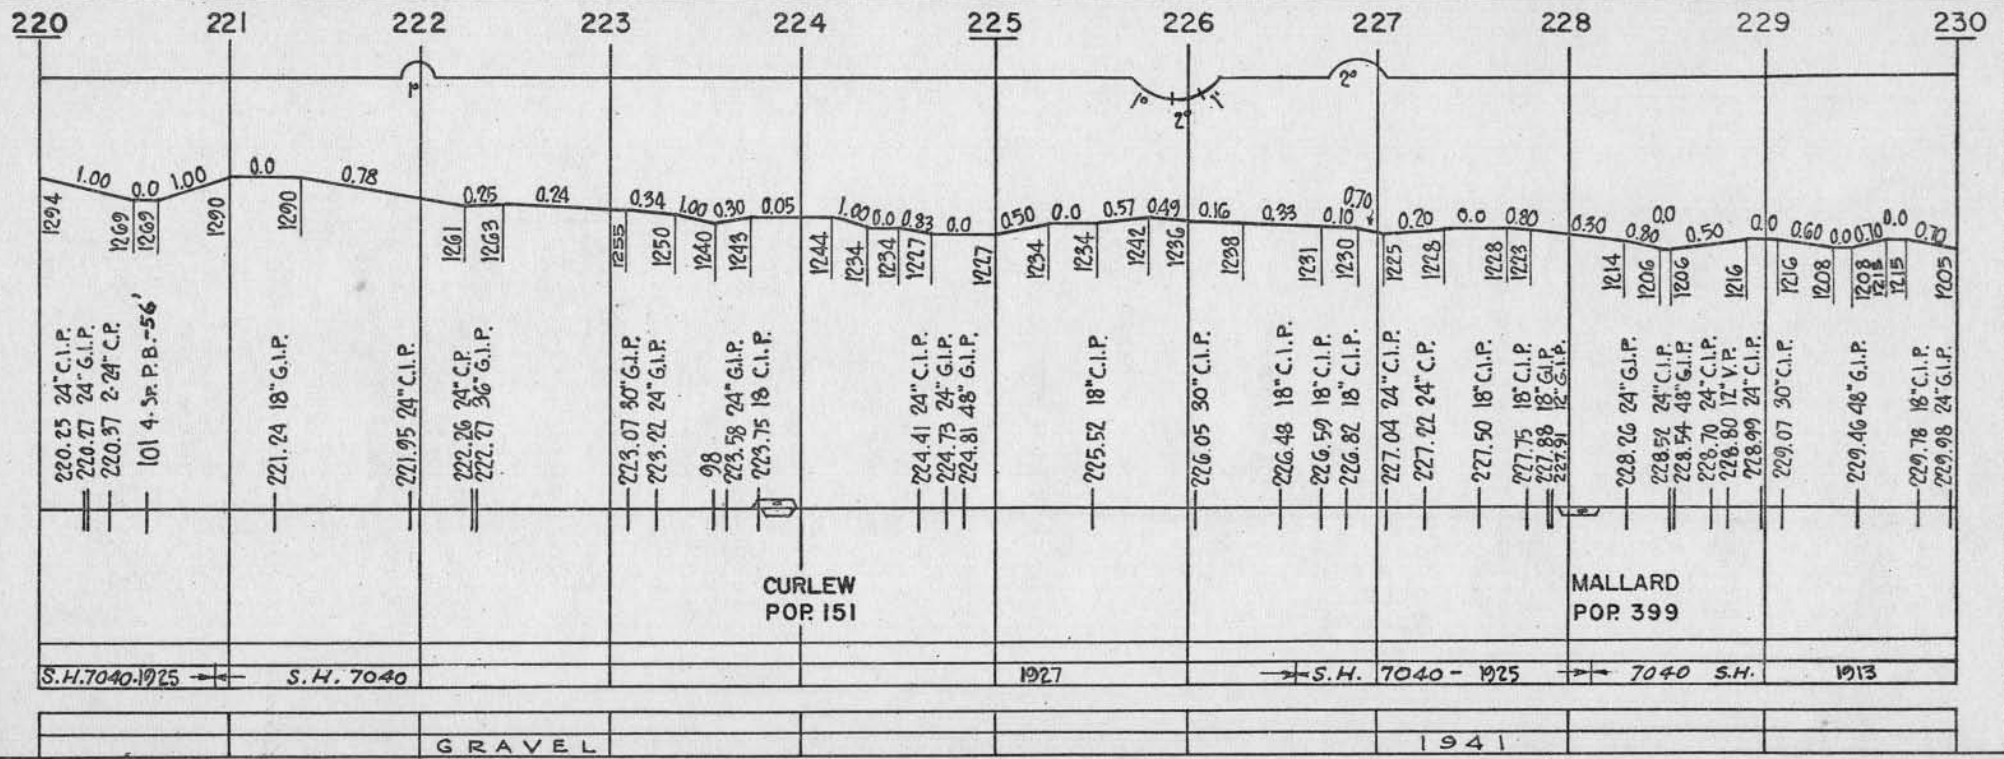 220 221 222 223 224 225 226 227 228 229 230
1° 1° 2° 1° 2°
1.00 0.0 1.00 0.0 0.78 0.25 0.24 0.34 1.00 0.30 0.05 1.00 0.0 0.83 0.0 0.50 0.0 0.57 0.49 0.16 0.33 0.10 0.70 0.20 0.0 0.80 0.30 0.80 0.0 0.50 0.0 0.60 0.0 0.70 0.0 0.70
1294 1269 1269 1290 1290 1261 1263 1255 1250 1240 1243 1244 1234 1234 1227 1227 1234 1234 1242 1236 1238 1231 1230 1225 1228 1228 1223 1214 1206 1206 1216 1216 1208 1208 1215 1215 1205
220.25 24" C.I.P.
220.27 24" G.I.P.
220.37 2-24" C.P.
101 4-Sp. P.B.-56'
221.24 18" G.I.P.
221.95 24" C.I.P.
222.26 24" C.P.
222.27 36" G.I.P.
223.07 30" G.I.P.
223.22 24" G.I.P.
98
223.58 24" G.I.P.
223.75 18 C.I.P.
224.41 24" C.I.P.
224.73 24" G.I.P.
224.81 48" G.I.P.
225.52 18" C.I.P.
226.05 30" C.I.P.
226.48 18" C.I.P.
226.59 18" C.I.P.
226.82 18" C.I.P.
227.04 24" C.I.P.
227.22 24" C.P.
227.50 18" C.I.P.
227.75 18" C.I.P.
227.88 18" G.I.P.
227.91 12" G.I.P.
228.26 24" G.I.P.
228.52 24" C.I.P.
228.54 48" G.I.P.
228.70 24" C.I.P.
228.80 12" V.P.
228.99 24" C.I.P.
229.07 30" C.I.P.
229.46 48" G.I.P.
229.78 18" C.I.P.
229.98 24" G.I.P.
CURLEW
POP. 151
MALLARD
POP. 399
S.H. 7040-1925 S.H. 7040 1927 S.H. 7040 - 1925 7040 S.H. 1913
GRAVEL 1941